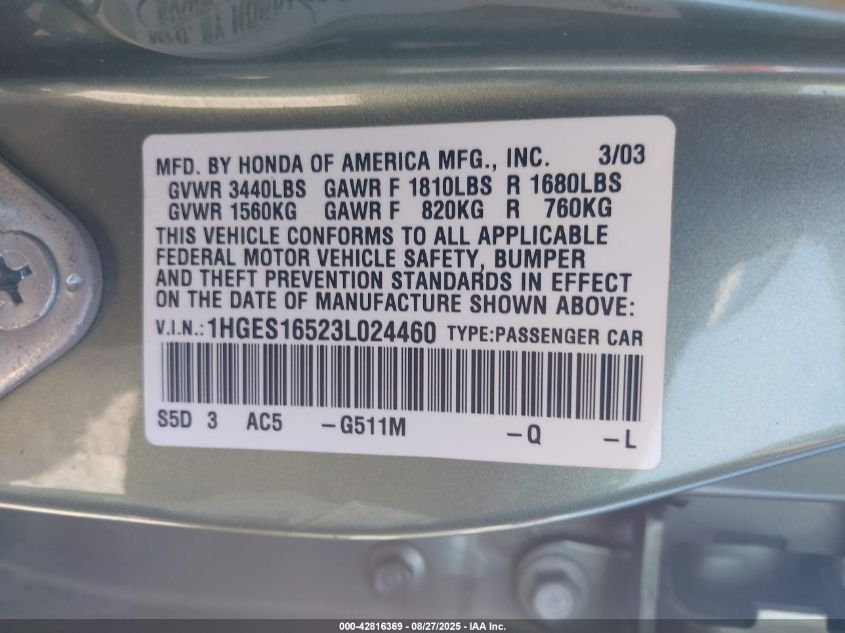 MFD. BY HONDA OF AMERICA MFG., INC. 3/03
GVWR 3440LBS GAWR F 1810LBS R 1680LBS
GVWR 1560KG GAWR F 820KG R 760KG
THIS VEHICLE CONFORMS TO ALL APPLICABLE
FEDERAL MOTOR VEHICLE SAFETY, BUMPER
AND THEFT PREVENTION STANDARDS IN EFFECT
ON THE DATE OF MANUFACTURE SHOWN ABOVE:
V.I.N.: 1HGES16523L024460 TYPE:PASSENGER CAR
S5D 3 AC5 -G511M -Q -L
000-42816369 - 08/27/2025 - IAA Inc.